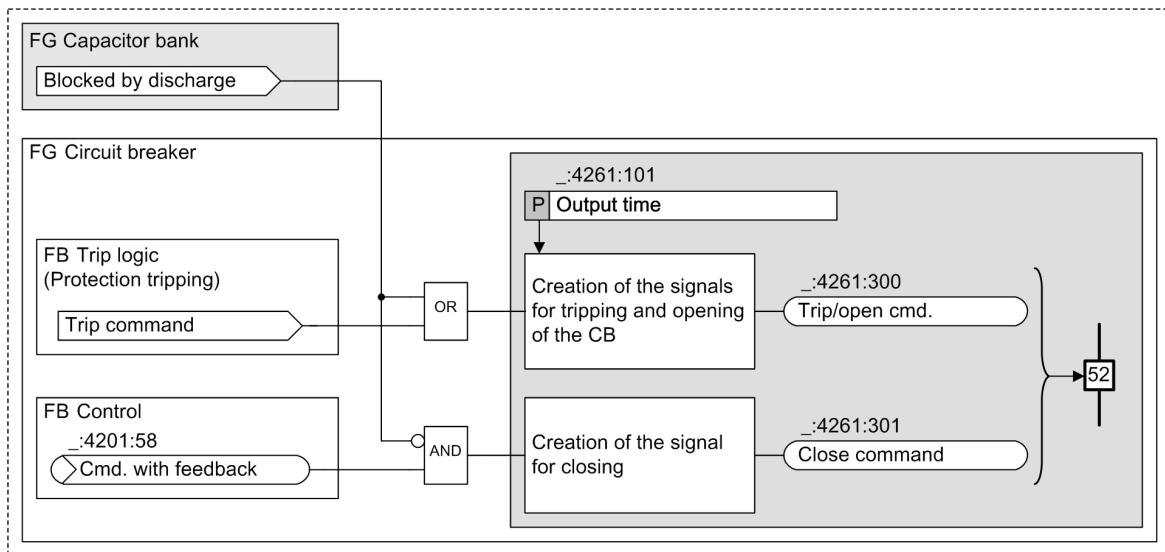 FG Capacitor bank
Blocked by discharge
FG Circuit breaker
_:4261:101
P Output time
FB Trip logic
(Protection tripping)
Trip command
OR
Creation of the signals
for tripping and opening
of the CB
_:4261:300
Trip/open cmd.
52
FB Control
_:4201:58
Cmd. with feedback
AND
Creation of the signal
for closing
_:4261:301
Close command